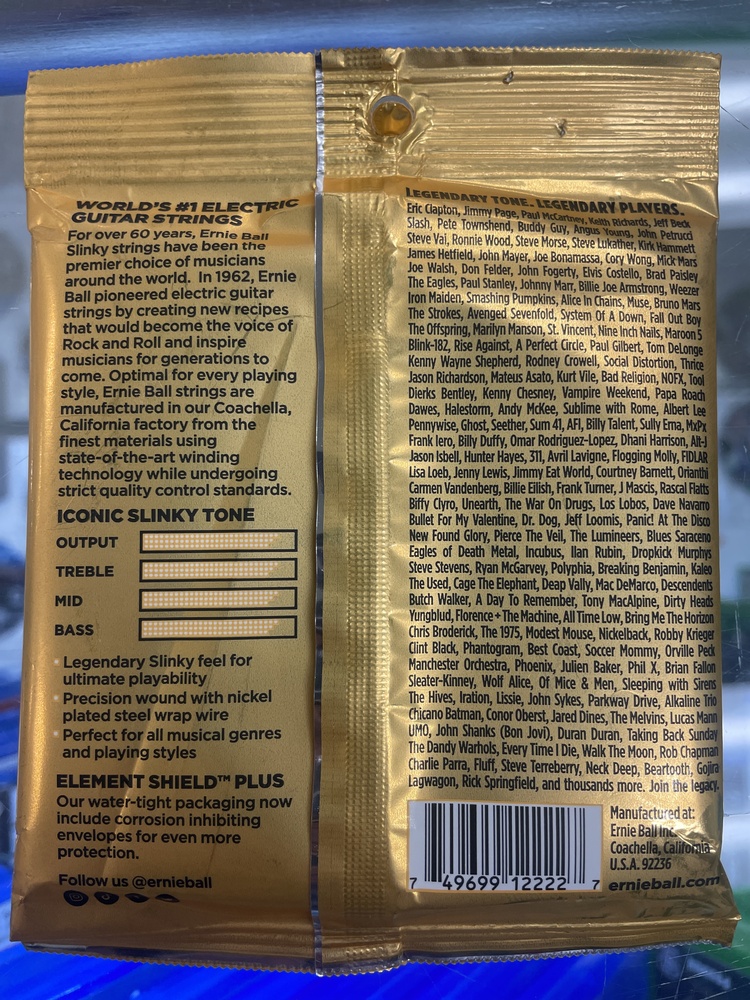 WORLD'S #1 ELECTRIC
GUITAR STRINGS
For over 60 years, Ernie Ball
Slinky strings have been the
premier choice of musicians
around the world. In 1962, Ernie
Ball pioneered electric guitar
strings by creating new recipes
that would become the voice of
Rock and Roll and inspire
musicians for generations to
come. Optimal for every playing
style, Ernie Ball strings are
manufactured in our Coachella,
California factory from the
finest materials using
state-of-the-art winding
technology while undergoing
strict quality control standards.
ICONIC SLINKY TONE
OUTPUT
TREBLE
MID
BASS
• Legendary Slinky feel for
ultimate playability
• Precision wound with nickel
plated steel wrap wire
• Perfect for all musical genres
and playing styles
ELEMENT SHIELD™ PLUS
Our water-tight packaging now
include corrosion inhibiting
envelopes for even more
protection.
Follow us @ernieball
LEGENDARY TONE. LEGENDARY PLAYERS.
Eric Clapton, Jimmy Page, Paul McCartney, Keith Richards, Jeff Beck
Slash, Pete Townshend, Buddy Guy, Angus Young, John Petrucci
Steve Vai, Ronnie Wood, Steve Morse, Steve Lukather, Kirk Hammett
James Hetfield, John Mayer, Joe Bonamassa, Cory Wong, Mick Mars
Joe Walsh, Don Felder, John Fogerty, Elvis Costello, Brad Paisley
The Eagles, Paul Stanley, Johnny Marr, Billie Joe Armstrong, Weezer
Iron Maiden, Smashing Pumpkins, Alice In Chains, Muse, Bruno Mars
The Strokes, Avenged Sevenfold, System Of A Down, Fall Out Boy
The Offspring, Marilyn Manson, St. Vincent, Nine Inch Nails, Maroon 5
Blink-182, Rise Against, A Perfect Circle, Paul Gilbert, Tom DeLonge
Kenny Wayne Shepherd, Rodney Crowell, Social Distortion, Thrice
Jason Richardson, Mateus Asato, Kurt Vile, Bad Religion, NOFX, Tool
Dierks Bentley, Kenny Chesney, Vampire Weekend, Papa Roach
Dawes, Halestorm, Andy McKee, Sublime with Rome, Albert Lee
Pennywise, Ghost, Seether, Sum 41, AFI, Billy Talent, Sully Erna, MxPx
Frank Iero, Billy Duffy, Omar Rodriguez-Lopez, Dhani Harrison, Alt-J
Jason Isbell, Hunter Hayes, 311, Avril Lavigne, Flogging Molly, FIDLAR
Lisa Loeb, Jenny Lewis, Jimmy Eat World, Courtney Barnett, Orianthi
Carmen Vandenberg, Billie Eilish, Frank Turner, J Mascis, Rascal Flatts
Biffy Clyro, Unearth, The War On Drugs, Los Lobos, Dave Navarro
Bullet For My Valentine, Dr. Dog, Jeff Loomis, Panic! At The Disco
New Found Glory, Pierce The Veil, The Lumineers, Blues Saraceno
Eagles of Death Metal, Incubus, Ilan Rubin, Dropkick Murphys
Steve Stevens, Ryan McGarvey, Polyphia, Breaking Benjamin, Kaleo
The Used, Cage The Elephant, Deap Vally, Mac DeMarco, Descendents
Butch Walker, A Day To Remember, Tony MacAlpine, Dirty Heads
Yungblud, Florence + The Machine, All Time Low, Bring Me The Horizon
Chris Broderick, The 1975, Modest Mouse, Nickelback, Robby Krieger
Clint Black, Phantogram, Best Coast, Soccer Mommy, Orville Peck
Manchester Orchestra, Phoenix, Julien Baker, Phil X, Brian Fallon
Sleater-Kinney, Wolf Alice, Of Mice & Men, Sleeping with Sirens
The Hives, Iration, Lissie, John Sykes, Parkway Drive, Alkaline Trio
Chicano Batman, Conor Oberst, Jared Dines, The Melvins, Lucas Mann
UMO, John Shanks (Bon Jovi), Duran Duran, Taking Back Sunday
The Dandy Warhols, Every Time I Die, Walk The Moon, Rob Chapman
Charlie Parra, Fluff, Steve Terreberry, Neck Deep, Beartooth, Gojira
Lagwagon, Rick Springfield, and thousands more. Join the legacy.
7 49699 12222 7
Manufactured at:
Ernie Ball Inc.
Coachella, California
U.S.A. 92236
ernieball.com